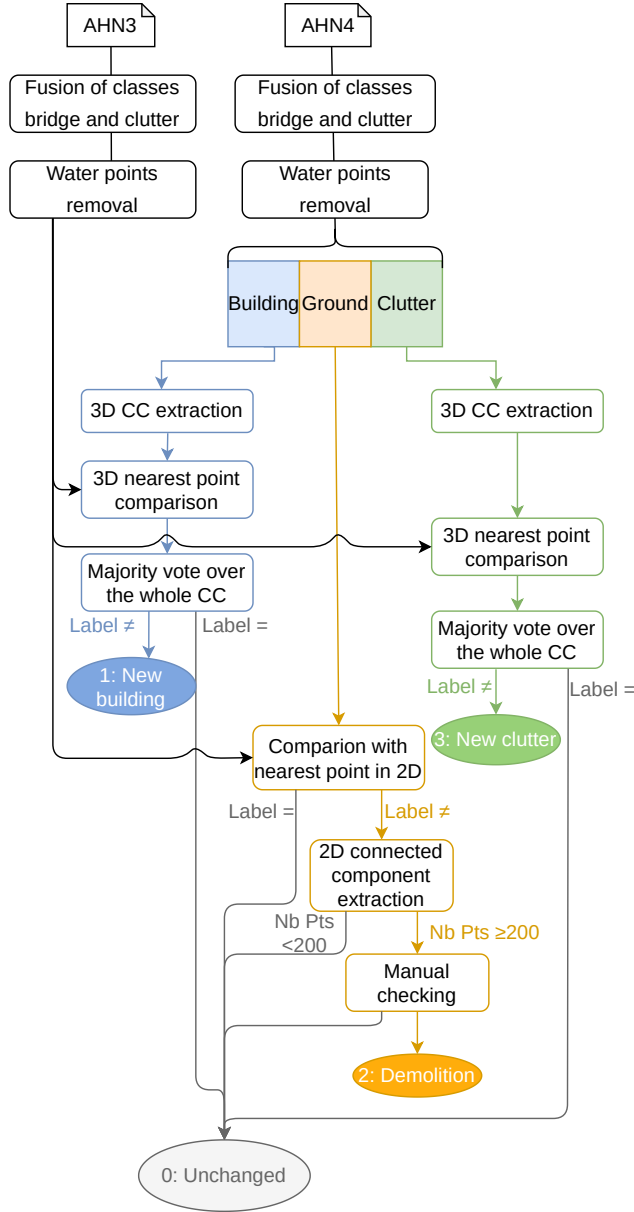 AHN3
AHN4
Fusion of classes
bridge and clutter
Fusion of classes
bridge and clutter
Water points
removal
Water points
removal
Building
Ground
Clutter
3D CC extraction
3D CC extraction
3D nearest point
comparison
3D nearest point
comparison
Majority vote over
the whole CC
Label ≠
Label =
Majority vote over
the whole CC
1: New
building
Label ≠
Label =
3: New clutter
Comparion with
nearest point in 2D
Label =
Label ≠
2D connected
component
extraction
Nb Pts
<200
Nb Pts ≥200
Manual
checking
2: Demolition
0: Unchanged